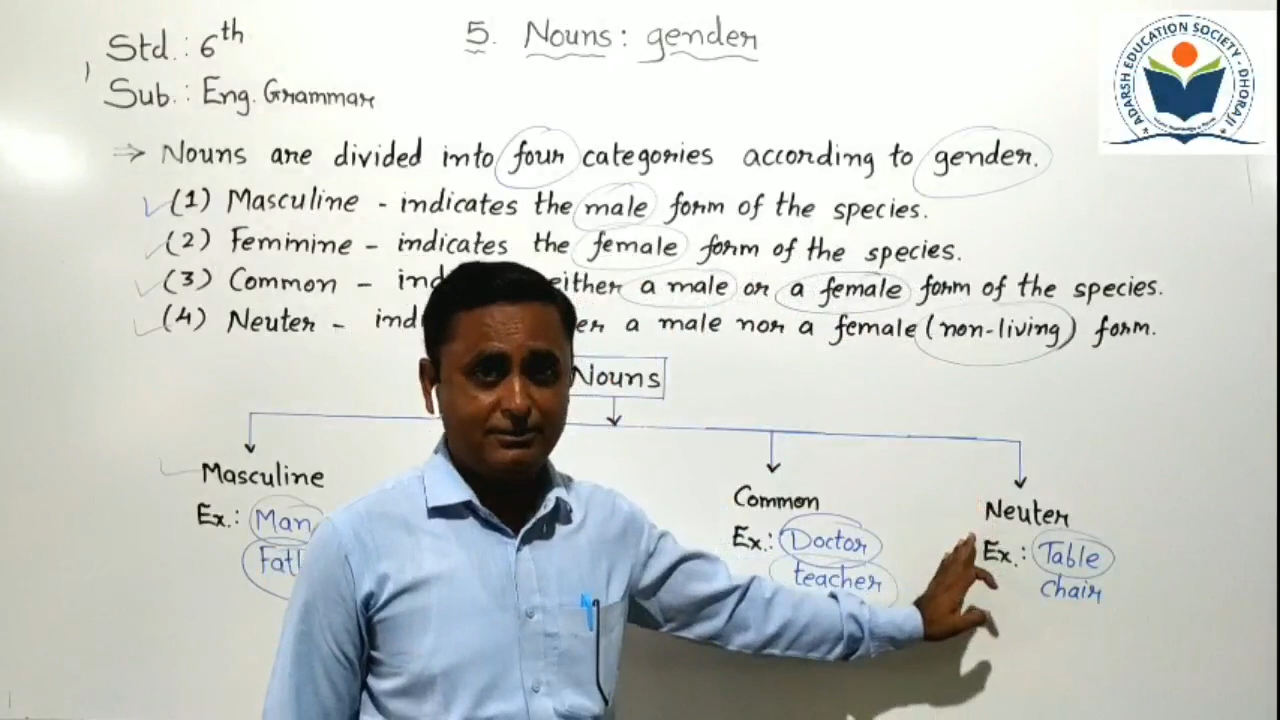 Std.: 6th
Sub.: Eng. Grammar
5. Nouns: gender
ADARSH EDUCATION SOCIETY - DHORAJI
⇒ Nouns are divided into four categories according to gender.
(1) Masculine - indicates the male form of the species.
(2) Feminine - indicates the female form of the species.
(3) Common - ind either a male or a female form of the species.
(4) Neuter - ind er a male nor a female (non-living) form.
Nouns
Masculine
Ex.: Man
Fath
Common
Ex.: Doctor
teacher
Neuter
Ex.: Table
chair